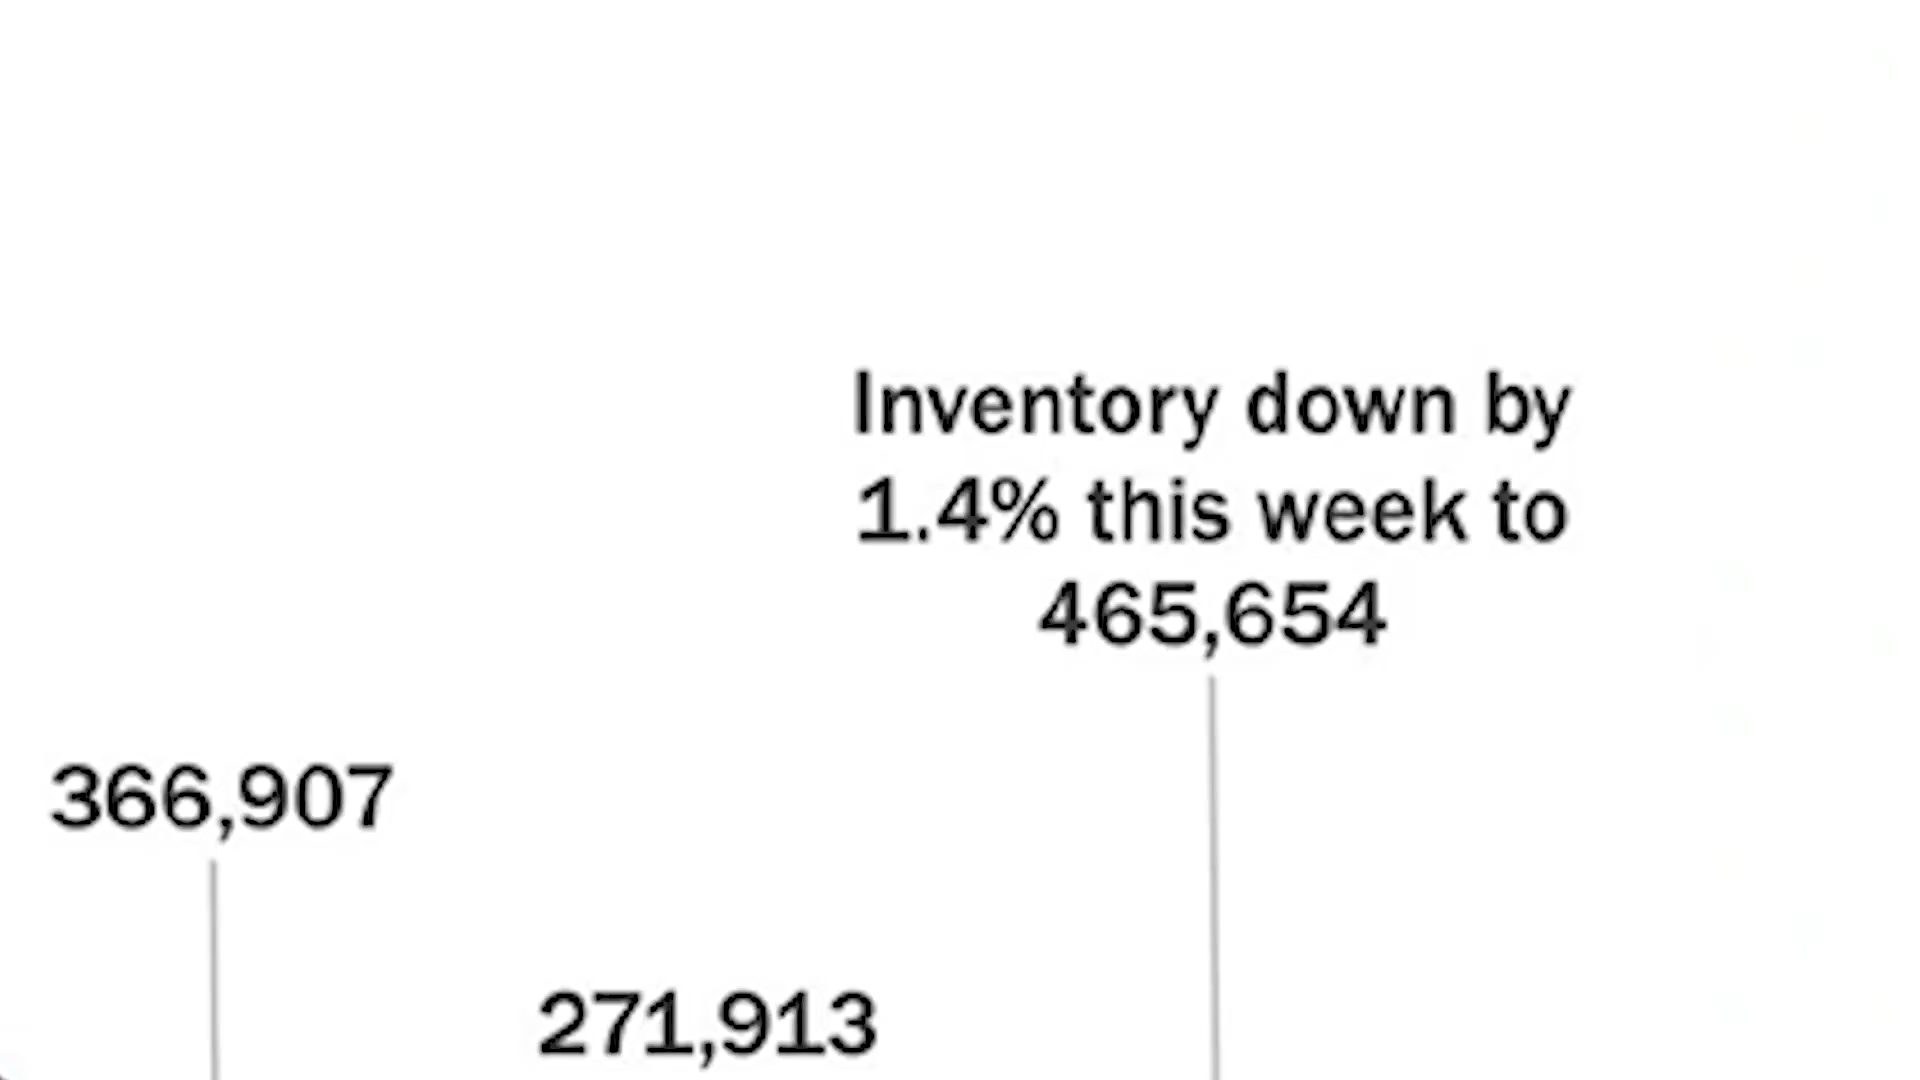 Inventory down by
1.4% this week to
465,654
366,907
271,913